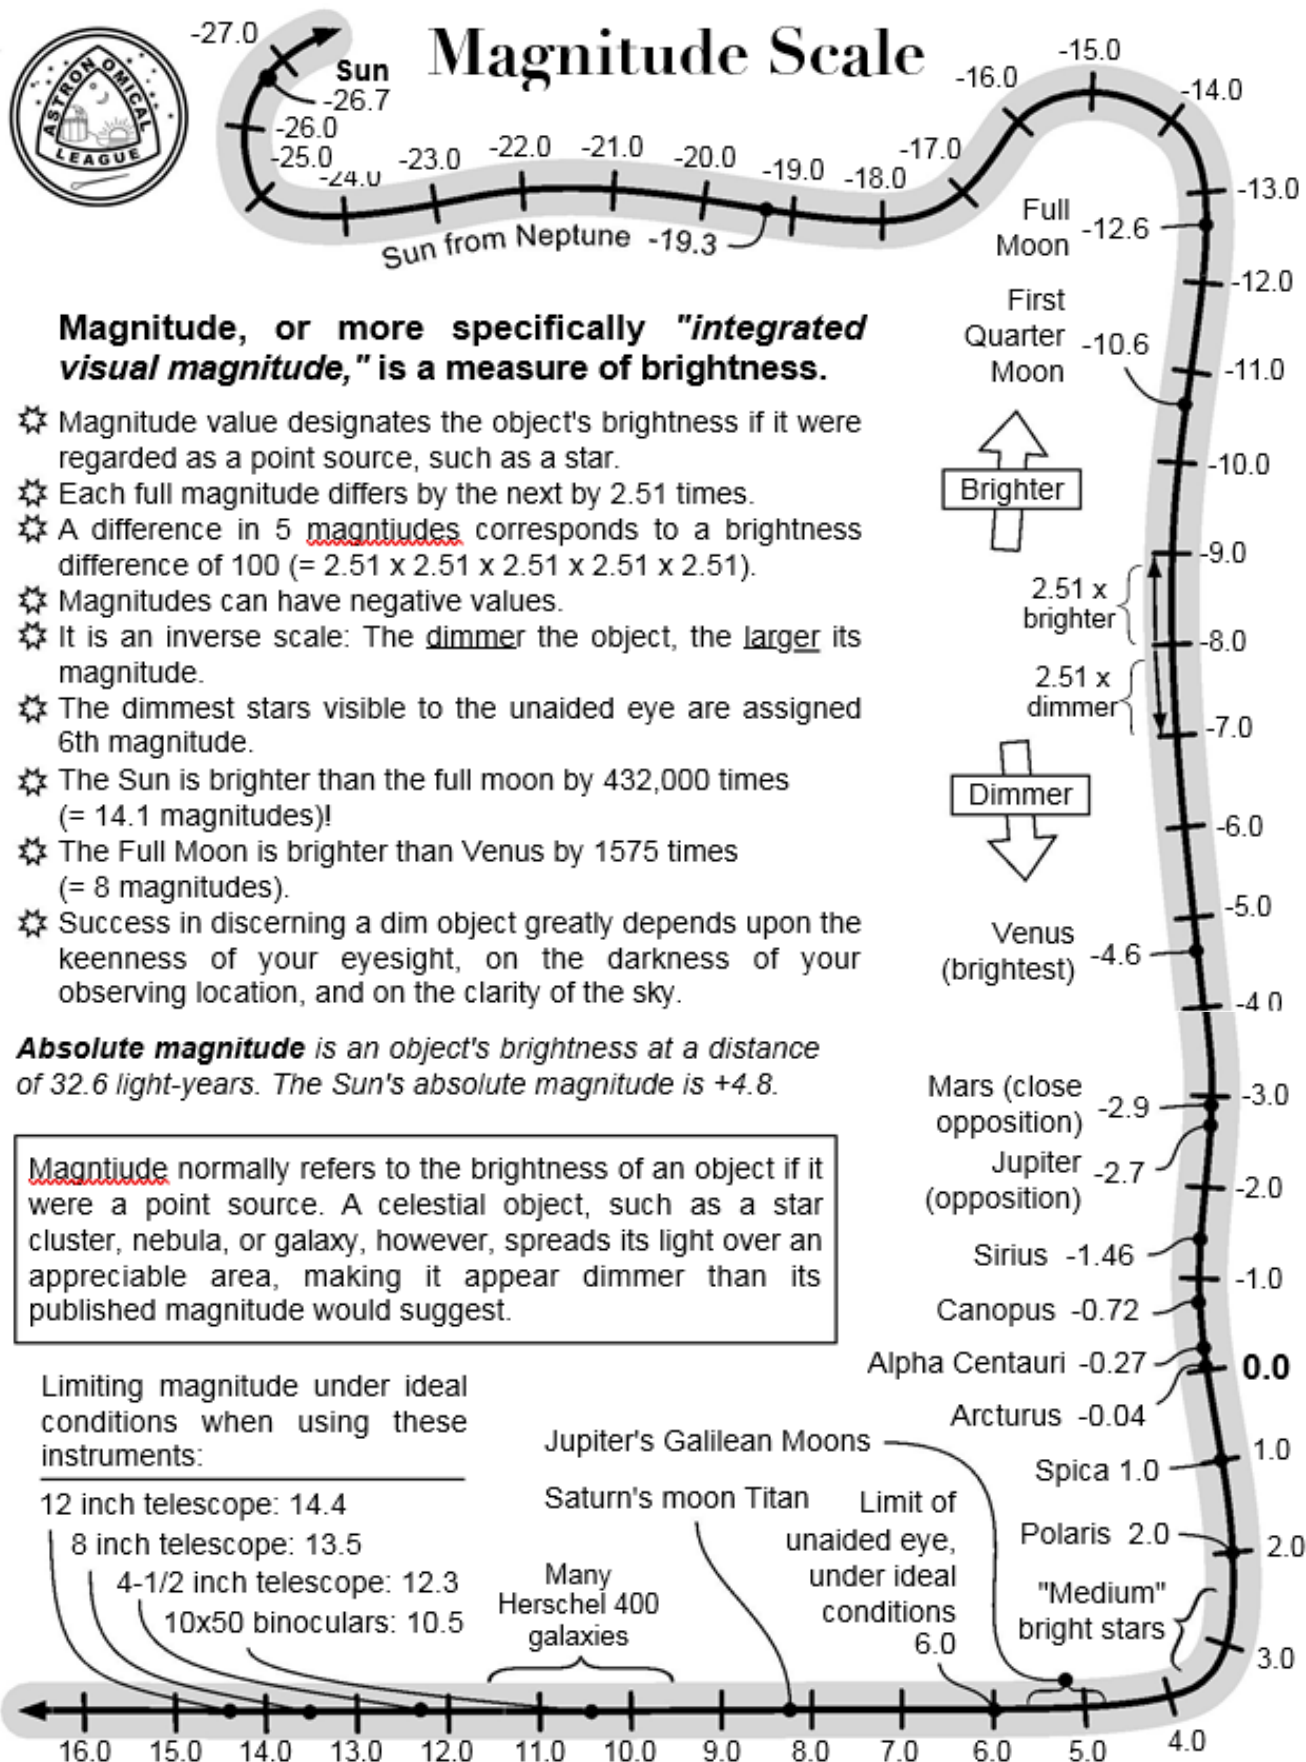 Magnitude Scale
ASTRONOMICAL
LEAGUE
-27.0
Sun
-26.7
-26.0
-25.0
-24.0
-23.0
-22.0
-21.0
-20.0
-19.0
-18.0
-17.0
-16.0
-15.0
-14.0
-13.0
Sun from Neptune -19.3
Full
Moon
-12.6
-12.0
First
Quarter
Moon
-10.6
-11.0
-10.0
Brighter
-9.0
2.51 x
brighter
-8.0
2.51 x
dimmer
-7.0
Dimmer
-6.0
-5.0
Venus
(brightest)
-4.6
-4.0
Mars (close
opposition)
-2.9
-3.0
Jupiter
(opposition)
-2.7
-2.0
Sirius -1.46
-1.0
Canopus -0.72
Alpha Centauri -0.27
0.0
Arcturus -0.04
1.0
Spica 1.0
Polaris 2.0
2.0
"Medium"
bright stars
3.0
Magnitude, or more specifically "integrated
visual magnitude," is a measure of brightness.
Magnitude value designates the object's brightness if it were
regarded as a point source, such as a star.
Each full magnitude differs by the next by 2.51 times.
A difference in 5 magntiudes corresponds to a brightness
difference of 100 (= 2.51 x 2.51 x 2.51 x 2.51 x 2.51).
Magnitudes can have negative values.
It is an inverse scale: The dimmer the object, the larger its
magnitude.
The dimmest stars visible to the unaided eye are assigned
6th magnitude.
The Sun is brighter than the full moon by 432,000 times
(= 14.1 magnitudes)!
The Full Moon is brighter than Venus by 1575 times
(= 8 magnitudes).
Success in discerning a dim object greatly depends upon the
keenness of your eyesight, on the darkness of your
observing location, and on the clarity of the sky.
Absolute magnitude is an object's brightness at a distance
of 32.6 light-years. The Sun's absolute magnitude is +4.8.
Magntiude normally refers to the brightness of an object if it
were a point source. A celestial object, such as a star
cluster, nebula, or galaxy, however, spreads its light over an
appreciable area, making it appear dimmer than its
published magnitude would suggest.
Limiting magnitude under ideal
conditions when using these
instruments:
12 inch telescope: 14.4
8 inch telescope: 13.5
4-1/2 inch telescope: 12.3
10x50 binoculars: 10.5
Many
Herschel 400
galaxies
Jupiter's Galilean Moons
Saturn's moon Titan
Limit of
unaided eye,
under ideal
conditions
6.0
16.0 15.0 14.0 13.0 12.0 11.0 10.0 9.0 8.0 7.0 6.0 5.0 4.0